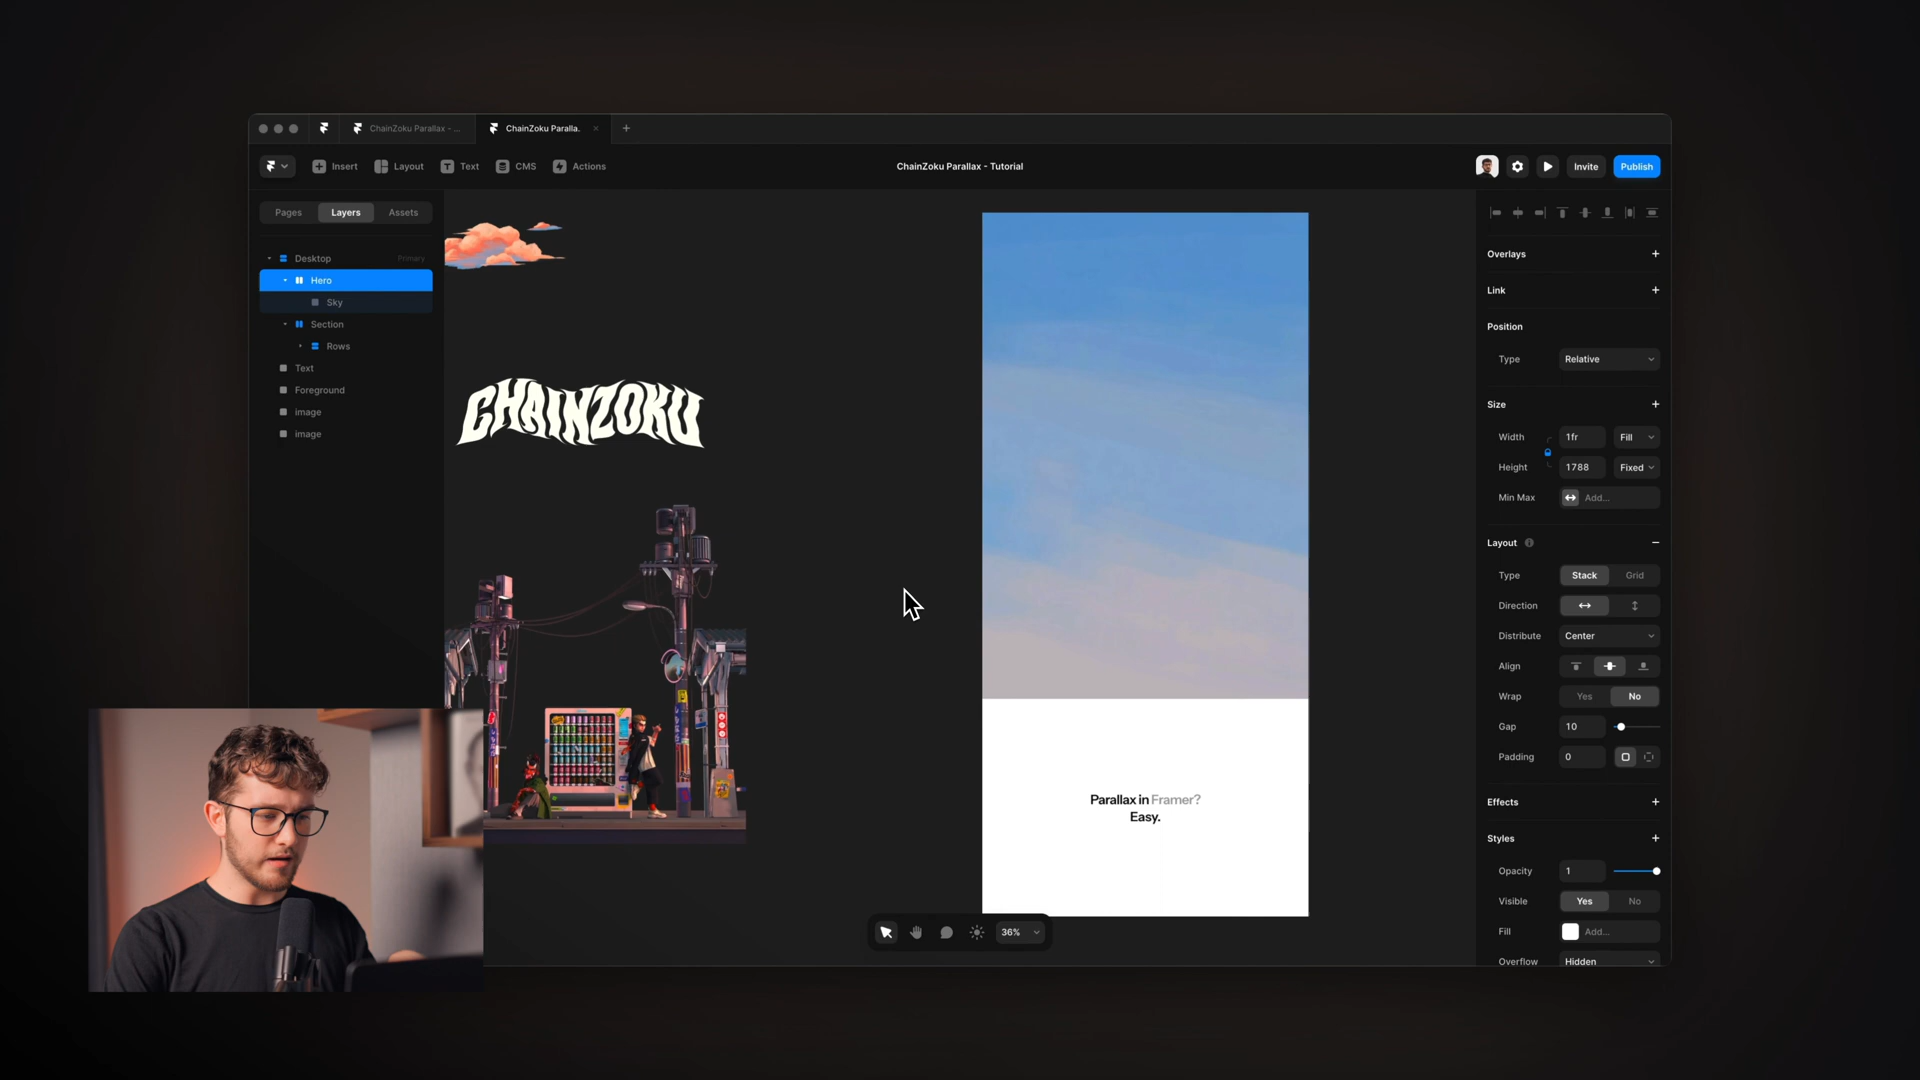 ChainZoku Parallax - ...
ChainZoku Paralla.
Insert
Layout
Text
CMS
Actions
ChainZoku Parallax - Tutorial
Invite
Publish
Pages
Layers
Assets
Desktop
Primary
Hero
Sky
Section
Rows
Text
Foreground
image
image
CHAINZOKU
Parallax in Framer?
Easy.
36%
Overlays
Link
Position
Type
Relative
Size
Width
1fr
Fill
Height
1788
Fixed
Min Max
Add...
Layout
Type
Stack
Grid
Direction
Distribute
Center
Align
Wrap
Yes
No
Gap
10
Padding
0
Effects
Styles
Opacity
1
Visible
Yes
No
Fill
Add...
Overflow
Hidden